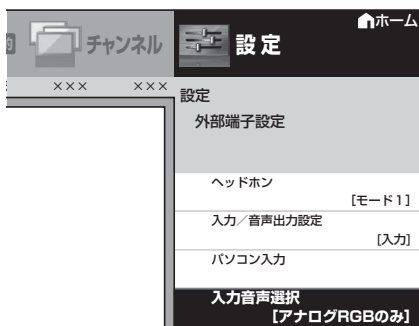 ホーム
チャンネル
設定
××× ×××
設定
外部端子設定
ヘッドホン
[モード1]
入力/音声出力設定
[入力]
パソコン入力
入力音声選択
[アナログRGBのみ]